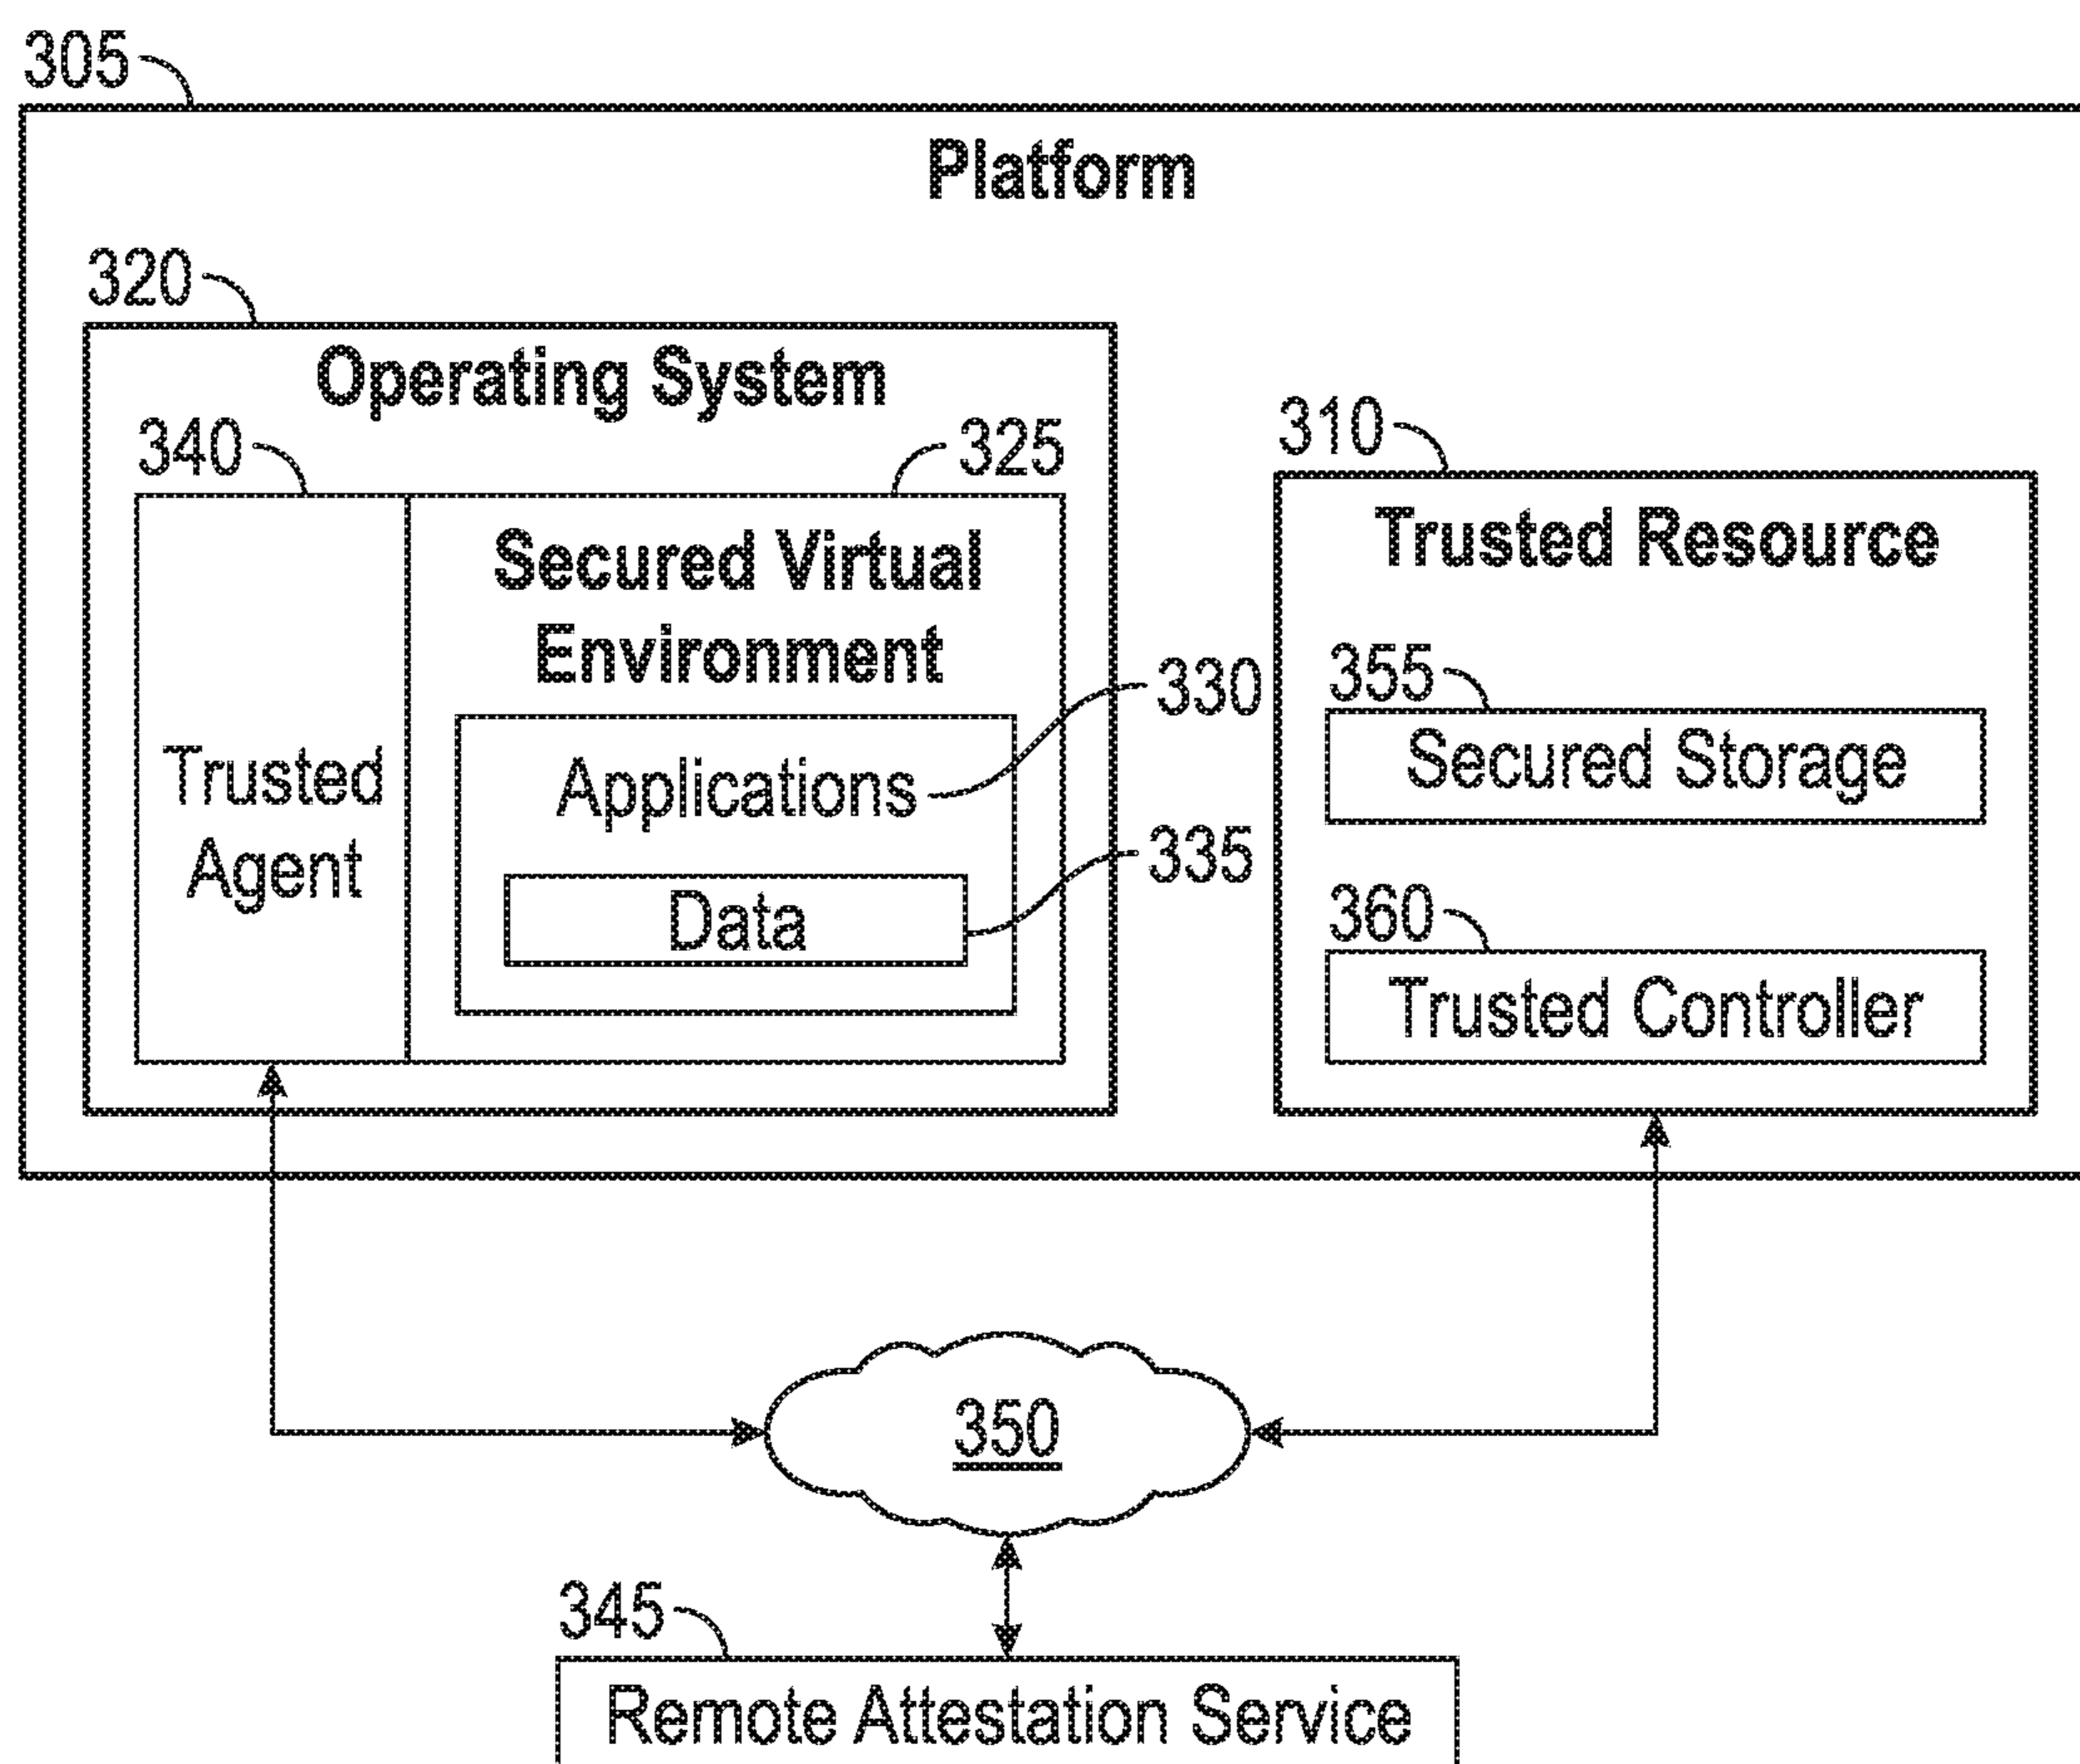 305
Platform
320
Operating System
340
325
310
Trusted Resource
Secured Virtual
Environment
330
355
Secured Storage
Trusted
Agent
Applications
335
Data
360
Trusted Controller
350
345
Remote Attestation Service